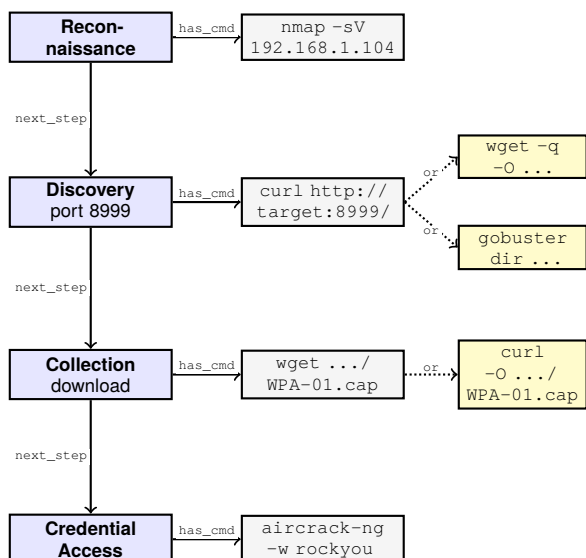 Recon-
naissance
has_cmd
nmap -sV
192.168.1.104
next_step
Discovery
port 8999
has_cmd
curl http://
target:8999/
or
wget -q
-O ...
or
gobuster
dir ...
next_step
Collection
download
has_cmd
wget .../
WPA-01.cap
or
curl
-O .../
WPA-01.cap
next_step
Credential
Access
has_cmd
aircrack-ng
-w rockyou